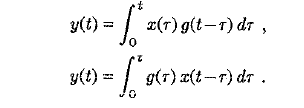 y(t) = ∫₀ᵗ x(τ) g(t−τ) dτ ,
y(t) = ∫₀ᵗ g(τ) x(t−τ) dτ .